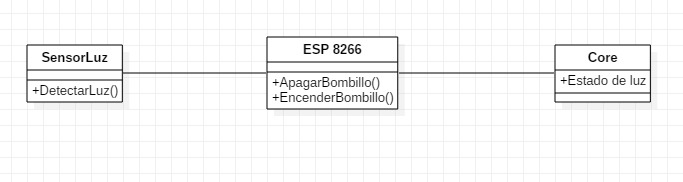 SensorLuz
+DetectarLuz()
ESP 8266
+ApagarBombillo()
+EncenderBombillo()
Core
+Estado de luz